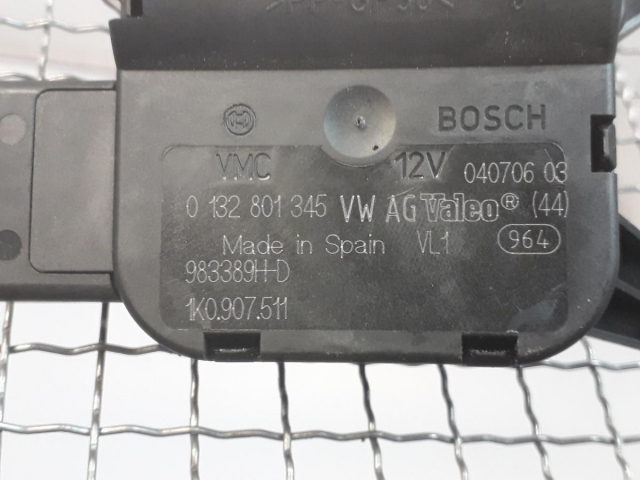 BOSCH
VMC 12V 040706 03
0 132 801 345 VW AG Valeo® (44)
Made in Spain VL1 964
983389H-D
1K0.907.511